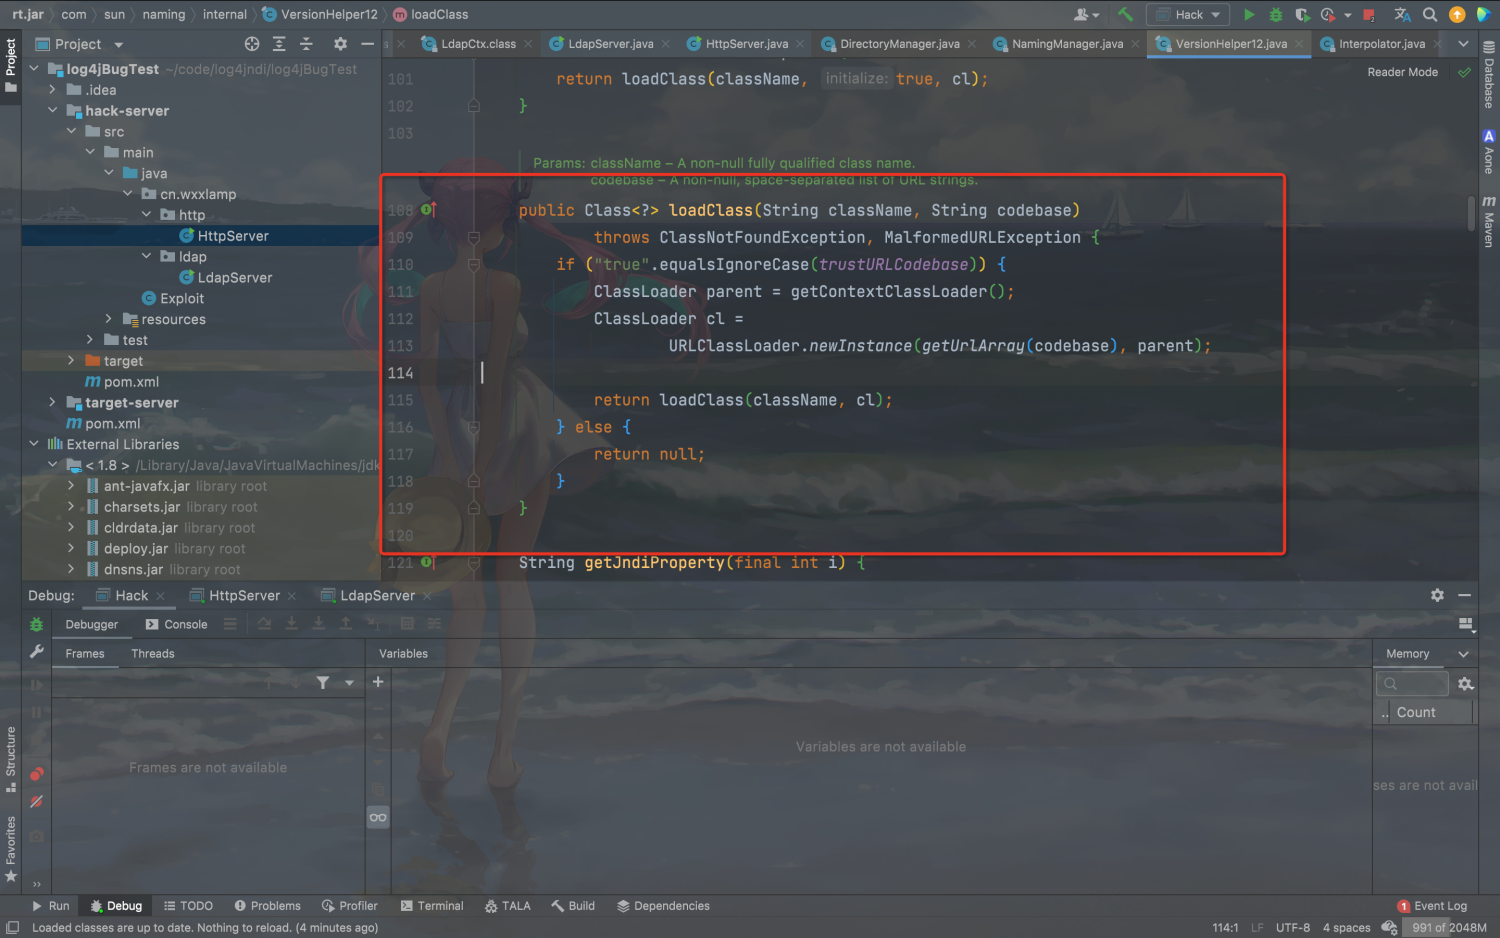 rt.jar com sun naming internal VersionHelper12 loadClass
Hack
Project
LdapCtx.class LdapServer.java HttpServer.java DirectoryManager.java NamingManager.java VersionHelper12.java Interpolator.java
Reader Mode
Project
Database
Aone
Maven
log4jBugTest ~/code/log4jndi/log4jBugTest
.idea
hack-server
src
main
java
cn.wxxlamp
http
HttpServer
ldap
LdapServer
Exploit
resources
test
target
pom.xml
target-server
pom.xml
External Libraries
< 1.8 > /Library/Java/JavaVirtualMachines/jdk
ant-javafx.jar library root
charsets.jar library root
cldrdata.jar library root
deploy.jar library root
dnsns.jar library root
101 return loadClass(className, initialize: true, cl);
102 }
103
Params: className – A non-null fully qualified class name.
codebase – A non-null, space-separated list of URL strings.
108 public Class<?> loadClass(String className, String codebase)
109 throws ClassNotFoundException, MalformedURLException {
110 if ("true".equalsIgnoreCase(trustURLCodebase)) {
111 ClassLoader parent = getContextClassLoader();
112 ClassLoader cl =
113 URLClassLoader.newInstance(getUrlArray(codebase), parent);
114
115 return loadClass(className, cl);
116 } else {
117 return null;
118 }
119 }
120
121 String getJndiProperty(final int i) {
Debug: Hack HttpServer LdapServer
Debugger Console
Frames Threads
Variables
Memory
.. Count
Frames are not available
Variables are not available
ses are not avail
Structure
Favorites
Run Debug TODO Problems Profiler Terminal TALA Build Dependencies
1 Event Log
Loaded classes are up to date. Nothing to reload. (4 minutes ago)
114:1 LF UTF-8 4 spaces 991 of 2048M